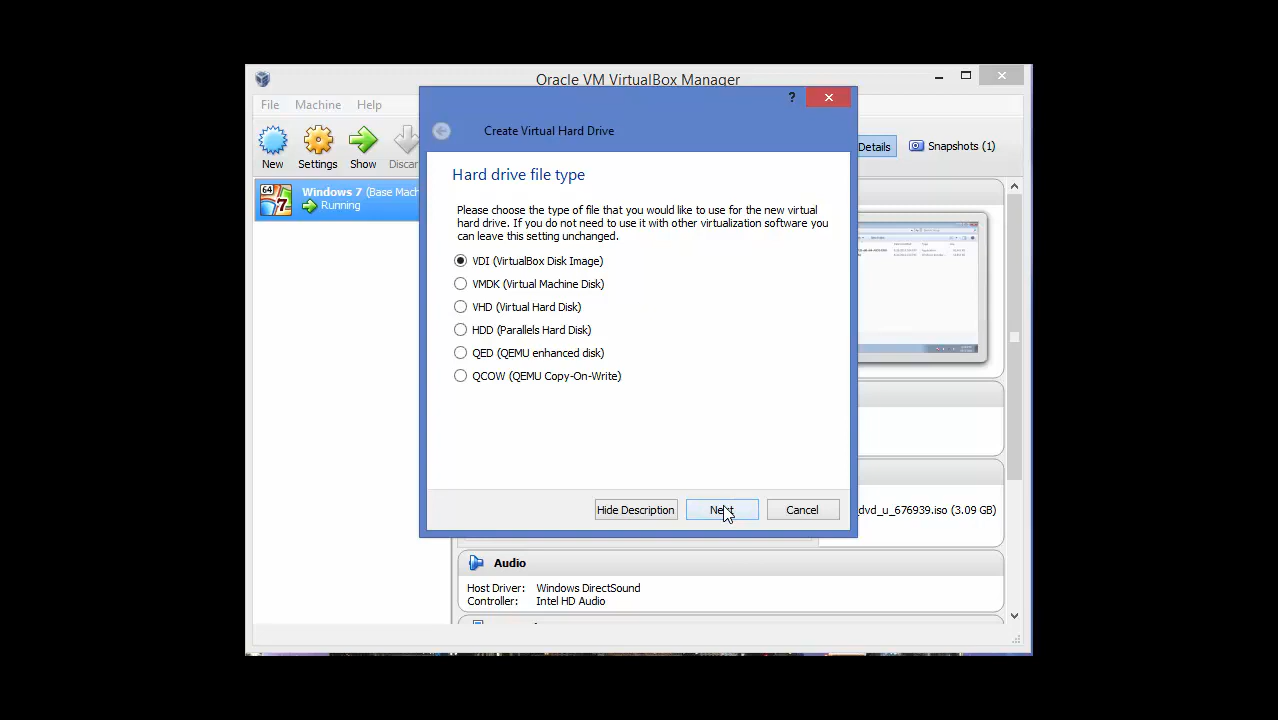 Oracle VM VirtualBox Manager
File Machine Help
?
Create Virtual Hard Drive
New Settings Show Discar
Details Snapshots (1)
Hard drive file type
64
Windows 7 (Base Mach
Running
Please choose the type of file that you would like to use for the new virtual
hard drive. If you do not need to use it with other virtualization software you
can leave this setting unchanged.
VDI (VirtualBox Disk Image)
VMDK (Virtual Machine Disk)
VHD (Virtual Hard Disk)
HDD (Parallels Hard Disk)
QED (QEMU enhanced disk)
QCOW (QEMU Copy-On-Write)
Hide Description Next Cancel
_dvd_u_676939.iso (3.09 GB)
Audio
Host Driver: Windows DirectSound
Controller: Intel HD Audio